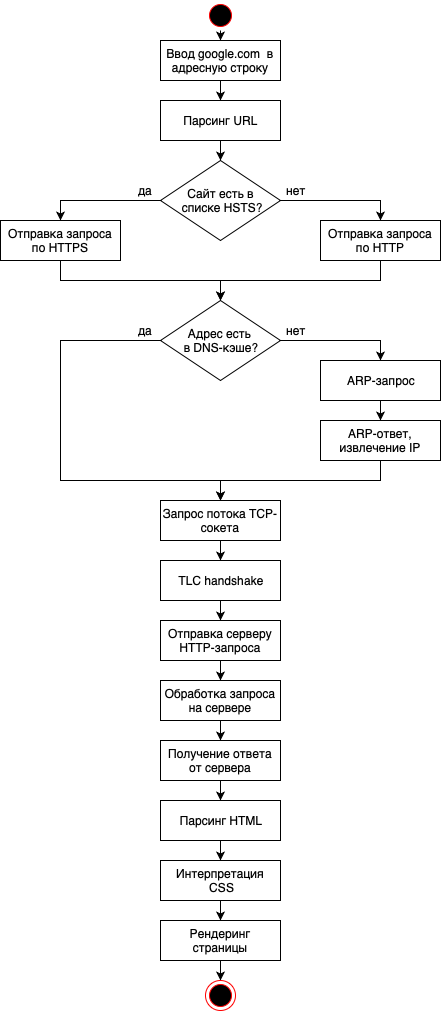 Ввод google.com в
адресную строку
Парсинг URL
Сайт есть в
списке HSTS?
да
нет
Отправка запроса
по HTTPS
Отправка запроса
по HTTP
Адрес есть
в DNS-кэше?
да
нет
ARP-запрос
ARP-ответ,
извлечение IP
Запрос потока TCP-
сокета
TLC handshake
Отправка серверу
HTTP-запроса
Обработка запроса
на сервере
Получение ответа
от сервера
Парсинг HTML
Интерпретация
CSS
Рендеринг
страницы